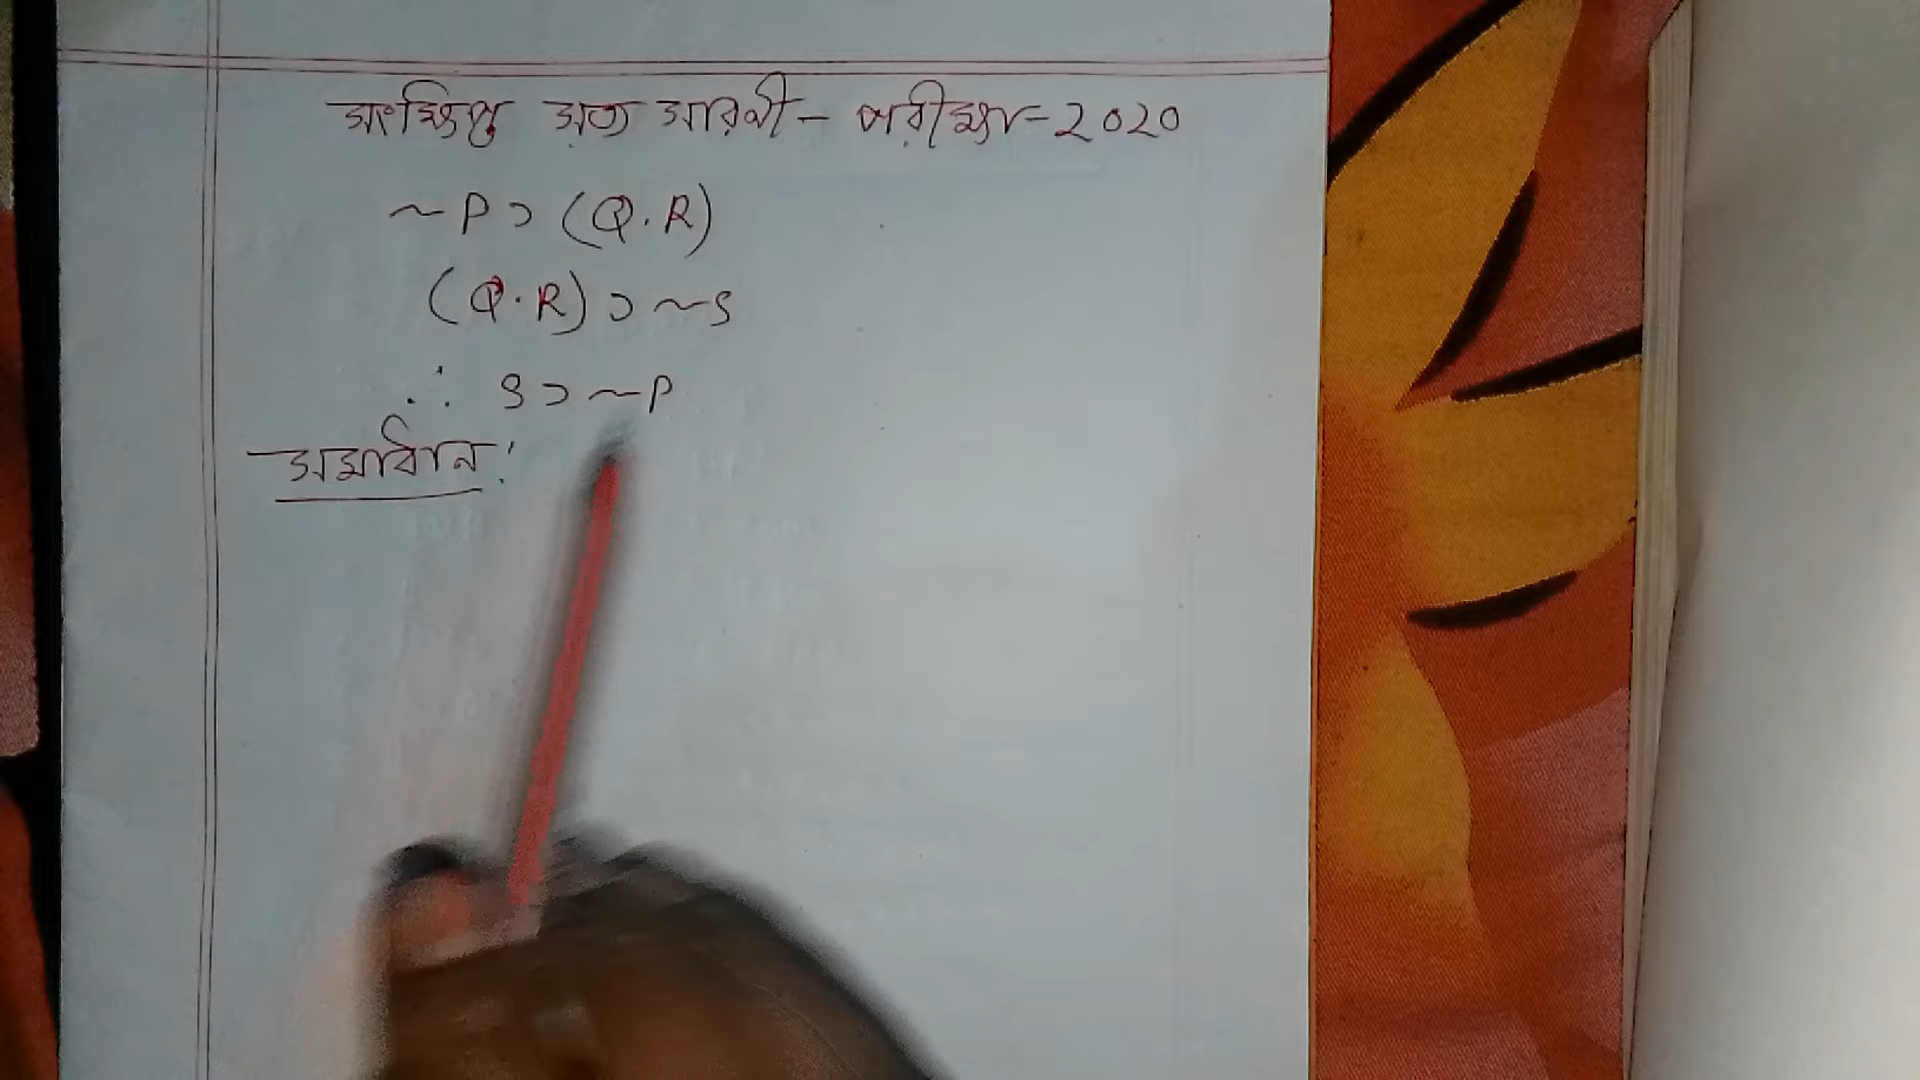 সংক্ষিপ্ত সত্য সারণী - পরীক্ষা - 2020
~P ⊃ (Q . R)
(Q . R) ⊃ ~S
∴ S ⊃ ~P
সমাধান :